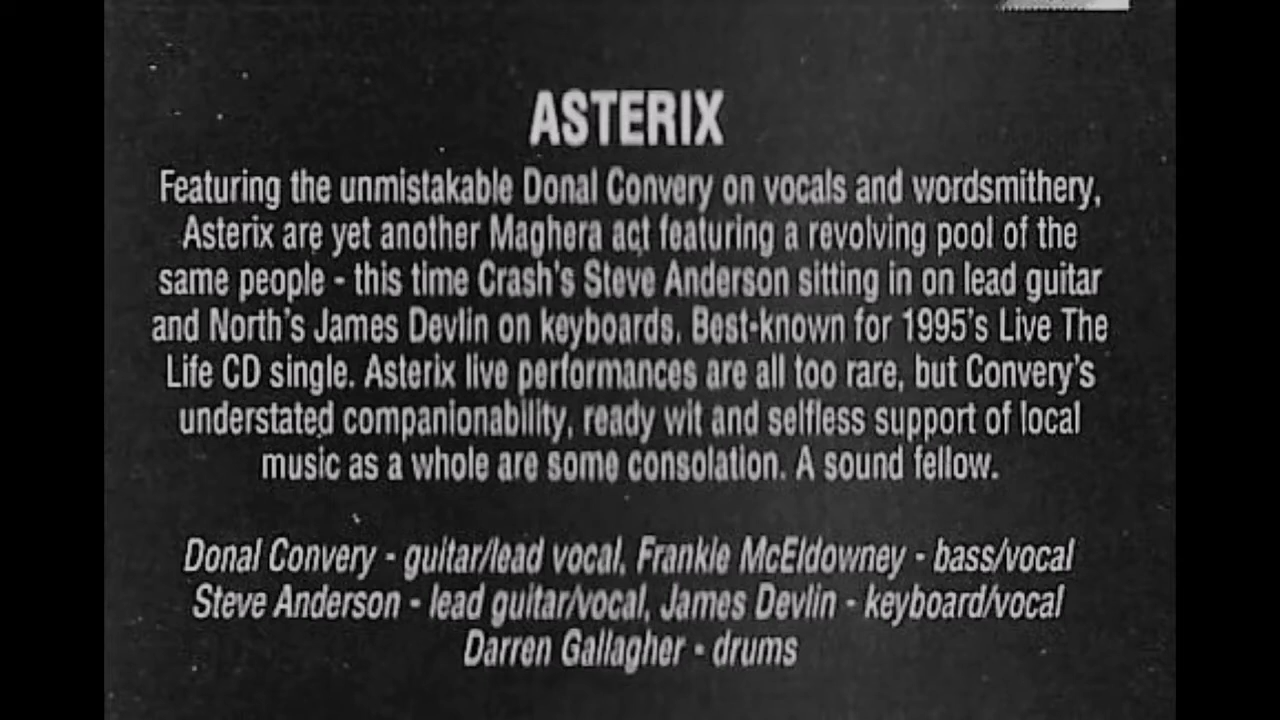 ASTERIX
Featuring the unmistakable Donal Convery on vocals and wordsmithery,
Asterix are yet another Maghera act featuring a revolving pool of the
same people - this time Crash's Steve Anderson sitting in on lead guitar
and North's James Devlin on keyboards. Best-known for 1995's Live The
Life CD single. Asterix live performances are all too rare, but Convery's
understated companionability, ready wit and selfless support of local
music as a whole are some consolation. A sound fellow.
Donal Convery - guitar/lead vocal, Frankie McEldowney - bass/vocal
Steve Anderson - lead guitar/vocal, James Devlin - keyboard/vocal
Darren Gallagher - drums